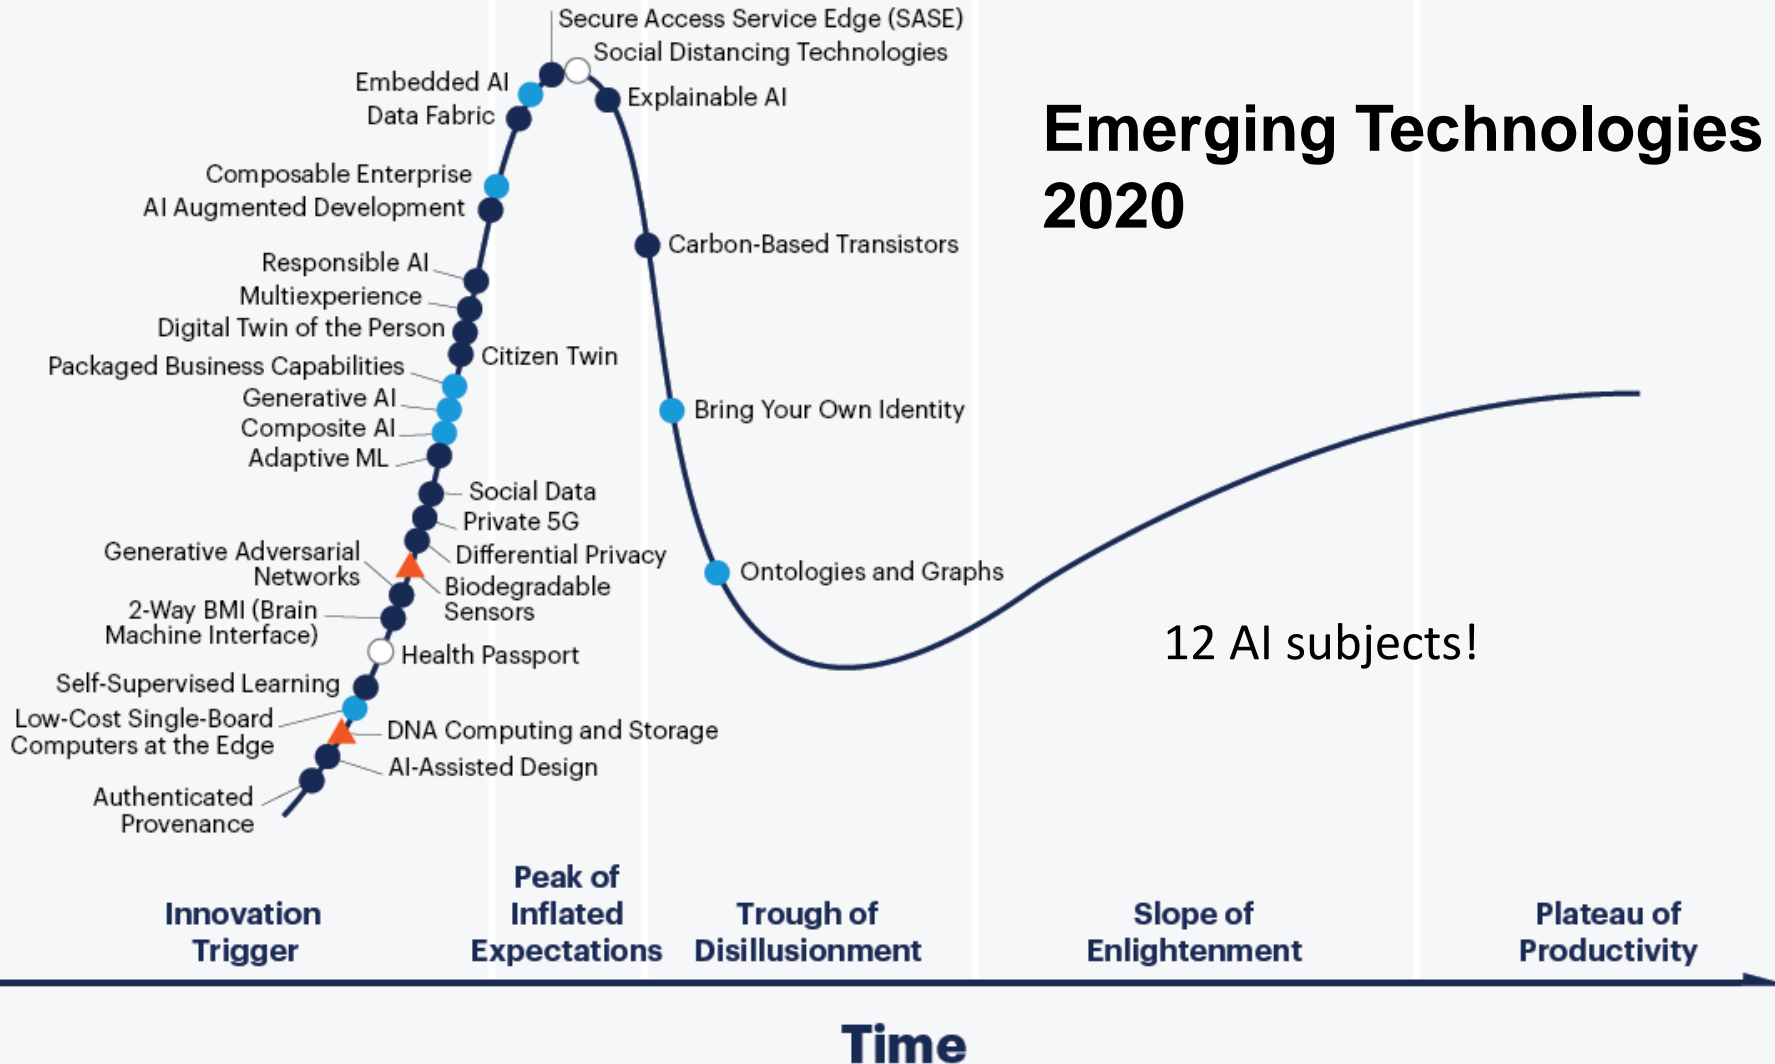 Secure Access Service Edge (SASE)
Social Distancing Technologies
Embedded AI
Explainable AI
Data Fabric
Emerging Technologies
2020
Composable Enterprise
AI Augmented Development
Carbon-Based Transistors
Responsible AI
Multiexperience
Digital Twin of the Person
Citizen Twin
Packaged Business Capabilities
Generative AI
Bring Your Own Identity
Composite AI
Adaptive ML
Social Data
Private 5G
Generative Adversarial
Networks
Differential Privacy
Ontologies and Graphs
Biodegradable
Sensors
2-Way BMI (Brain
Machine Interface)
12 AI subjects!
Health Passport
Self-Supervised Learning
Low-Cost Single-Board
Computers at the Edge
DNA Computing and Storage
AI-Assisted Design
Authenticated
Provenance
Innovation
Trigger
Peak of
Inflated
Expectations
Trough of
Disillusionment
Slope of
Enlightenment
Plateau of
Productivity
Time